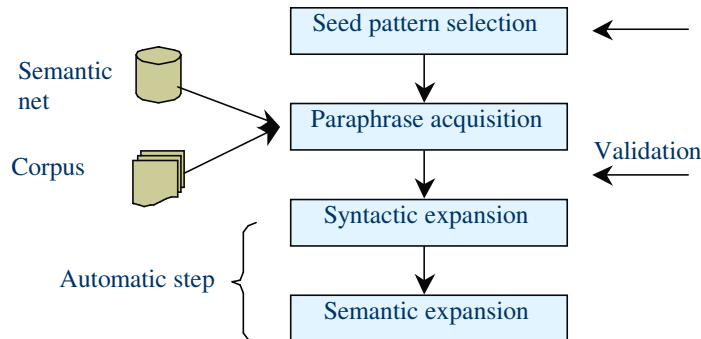 Seed pattern selection
Semantic
net
Paraphrase acquisition
Corpus
Validation
Syntactic expansion
Automatic step
Semantic expansion